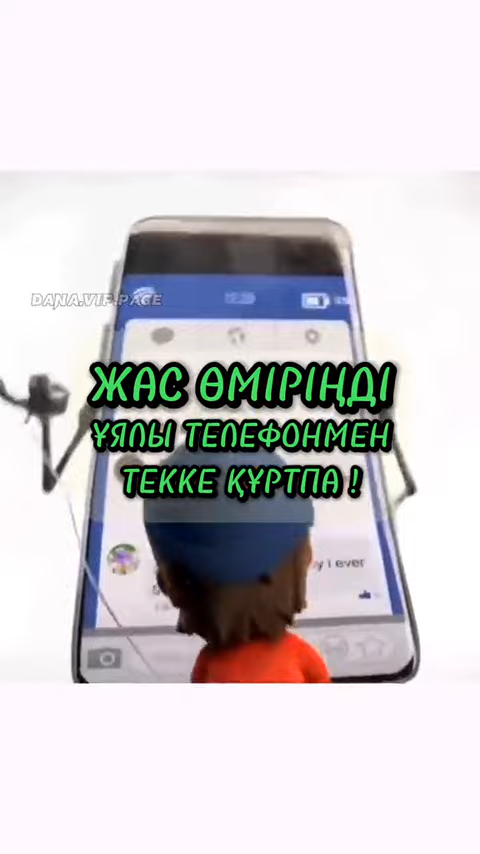 DANA.VIP.PAGE
ЖАС ӨМІРІҢДІ
ҰЯЛЫ ТЕЛЕФОНМЕН
ТЕККЕ ҚҰРТПА !
y i ever